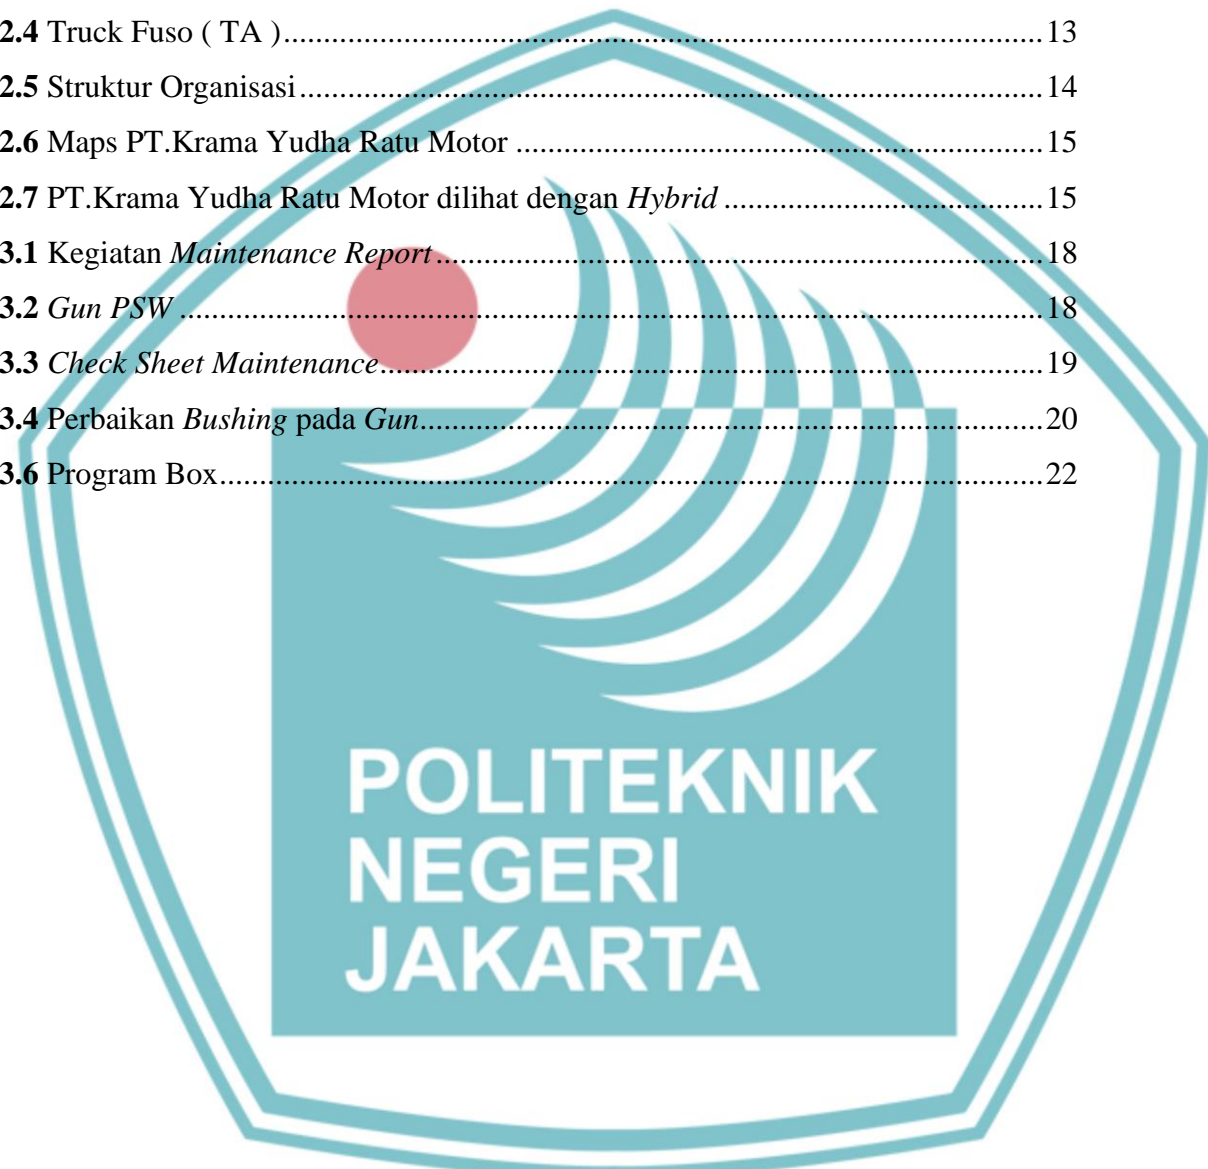 2.4 Truck Fuso ( TA )..........................................................................................13
2.5 Struktur Organisasi........................................................................................14
2.6 Maps PT.Krama Yudha Ratu Motor ..............................................................15
2.7 PT.Krama Yudha Ratu Motor dilihat dengan Hybrid .....................................15
3.1 Kegiatan Maintenance Report........................................................................18
3.2 Gun PSW .......................................................................................................18
3.3 Check Sheet Maintenance..............................................................................19
3.4 Perbaikan Bushing pada Gun.........................................................................20
3.6 Program Box..................................................................................................22
POLITEKNIK
NEGERI
JAKARTA